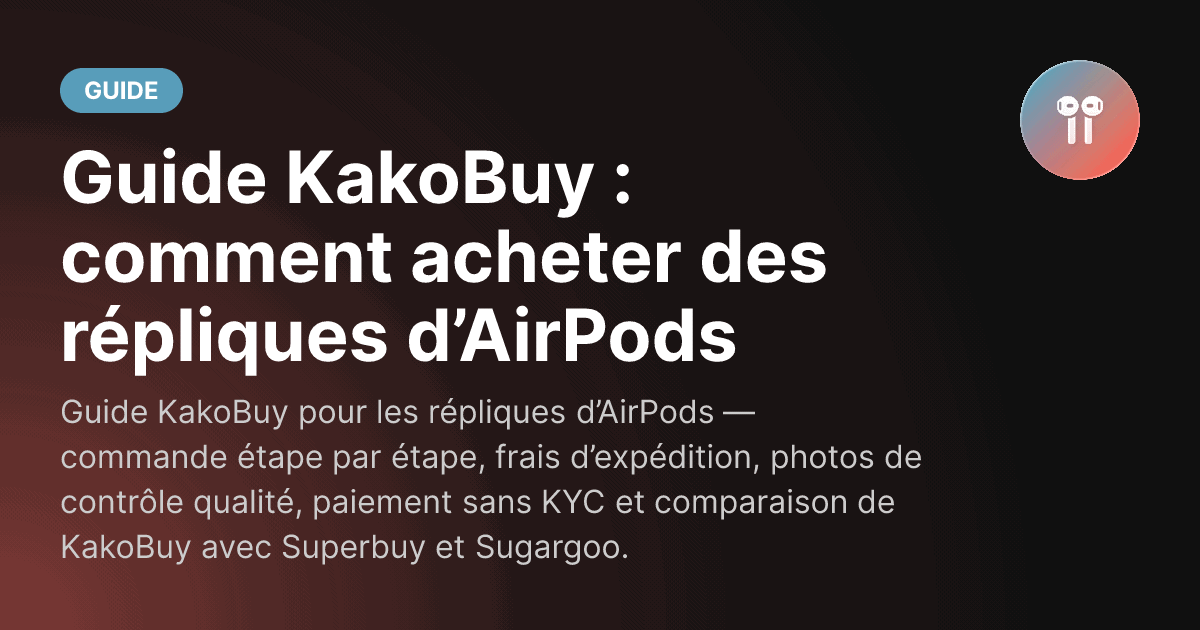 GUIDE
Guide KakoBuy :
comment acheter des
répliques d’AirPods
Guide KakoBuy pour les répliques d’AirPods —
commande étape par étape, frais d’expédition, photos de
contrôle qualité, paiement sans KYC et comparaison de
KakoBuy avec Superbuy et Sugargoo.